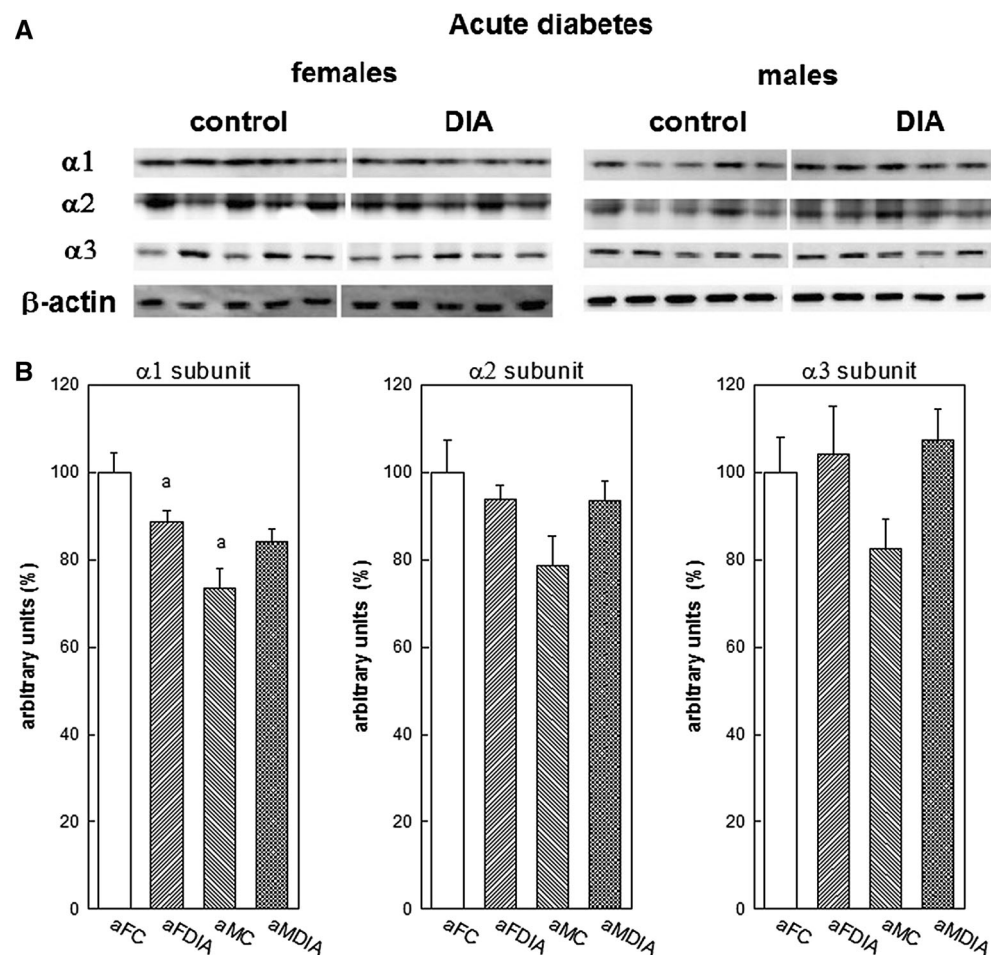 A
Acute diabetes
females
males
control DIA
control DIA
α1
α2
α3
β-actin
B
α1 subunit
120
100
80
60
40
20
0
arbitrary units (%)
a
a
aFC aFDIA aMC aMDIA
α2 subunit
120
100
80
60
40
20
0
arbitrary units (%)
aFC aFDIA aMC aMDIA
α3 subunit
120
100
80
60
40
20
0
arbitrary units (%)
aFC aFDIA aMC aMDIA